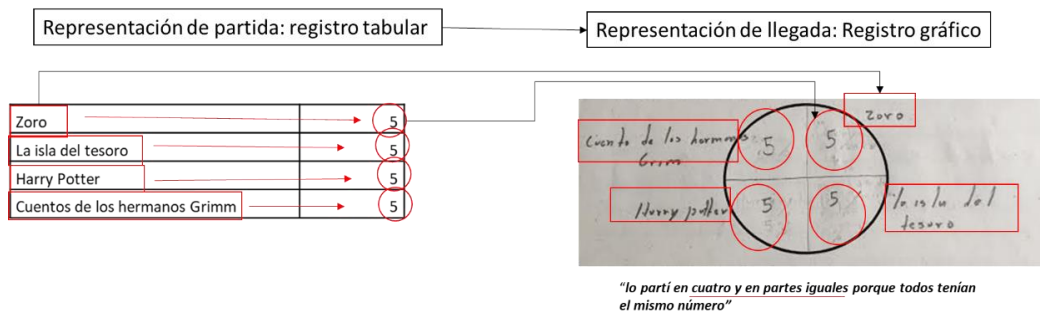 Representación de partida: registro tabular
Representación de llegada: Registro gráfico
Zoro 5
La isla del tesoro 5
Harry Potter 5
Cuentos de los hermanos Grimm 5
Zoro
Cuento de los hermanos
Grim
5 5
Harry potter
5 5
la isla del
tesoro
“lo partí en cuatro y en partes iguales porque todos tenían
el mismo número”